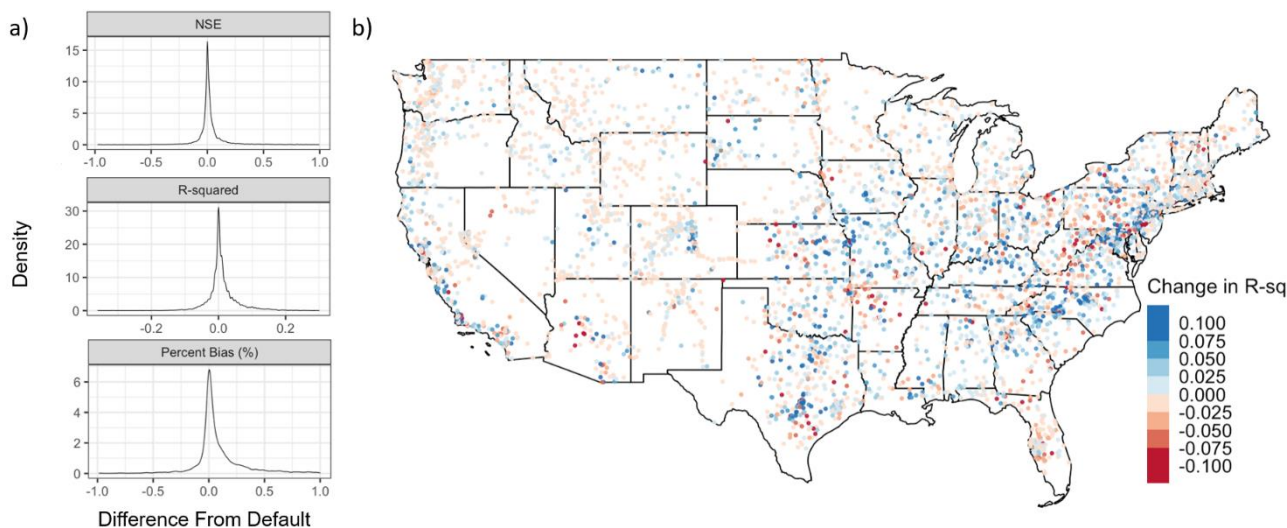 a)
NSE
15
10
5
0
-1.0 -0.5 0.0 0.5 1.0
R-squared
30
20
10
0
-0.2 0.0 0.2
Percent Bias (%)
6
4
2
0
-1.0 -0.5 0.0 0.5 1.0
Density
Difference From Default
b)
Change in R-sq
0.100
0.075
0.050
0.025
0.000
-0.025
-0.050
-0.075
-0.100